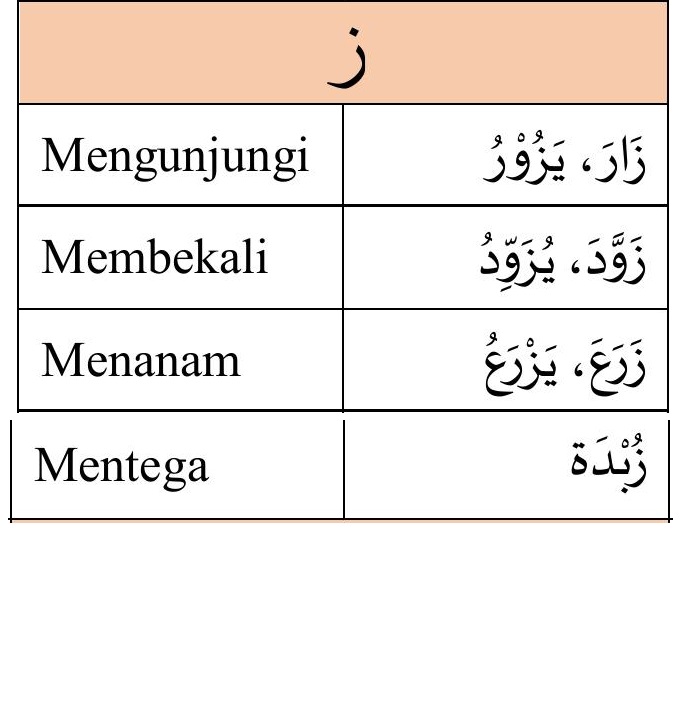 ز
Mengunjungi زَارَ، يَزُوْرُ
Membekali زَوَّدَ، يُزَوِّدُ
Menanam زَرَعَ، يَزْرَعُ
Mentega زُبْدَة